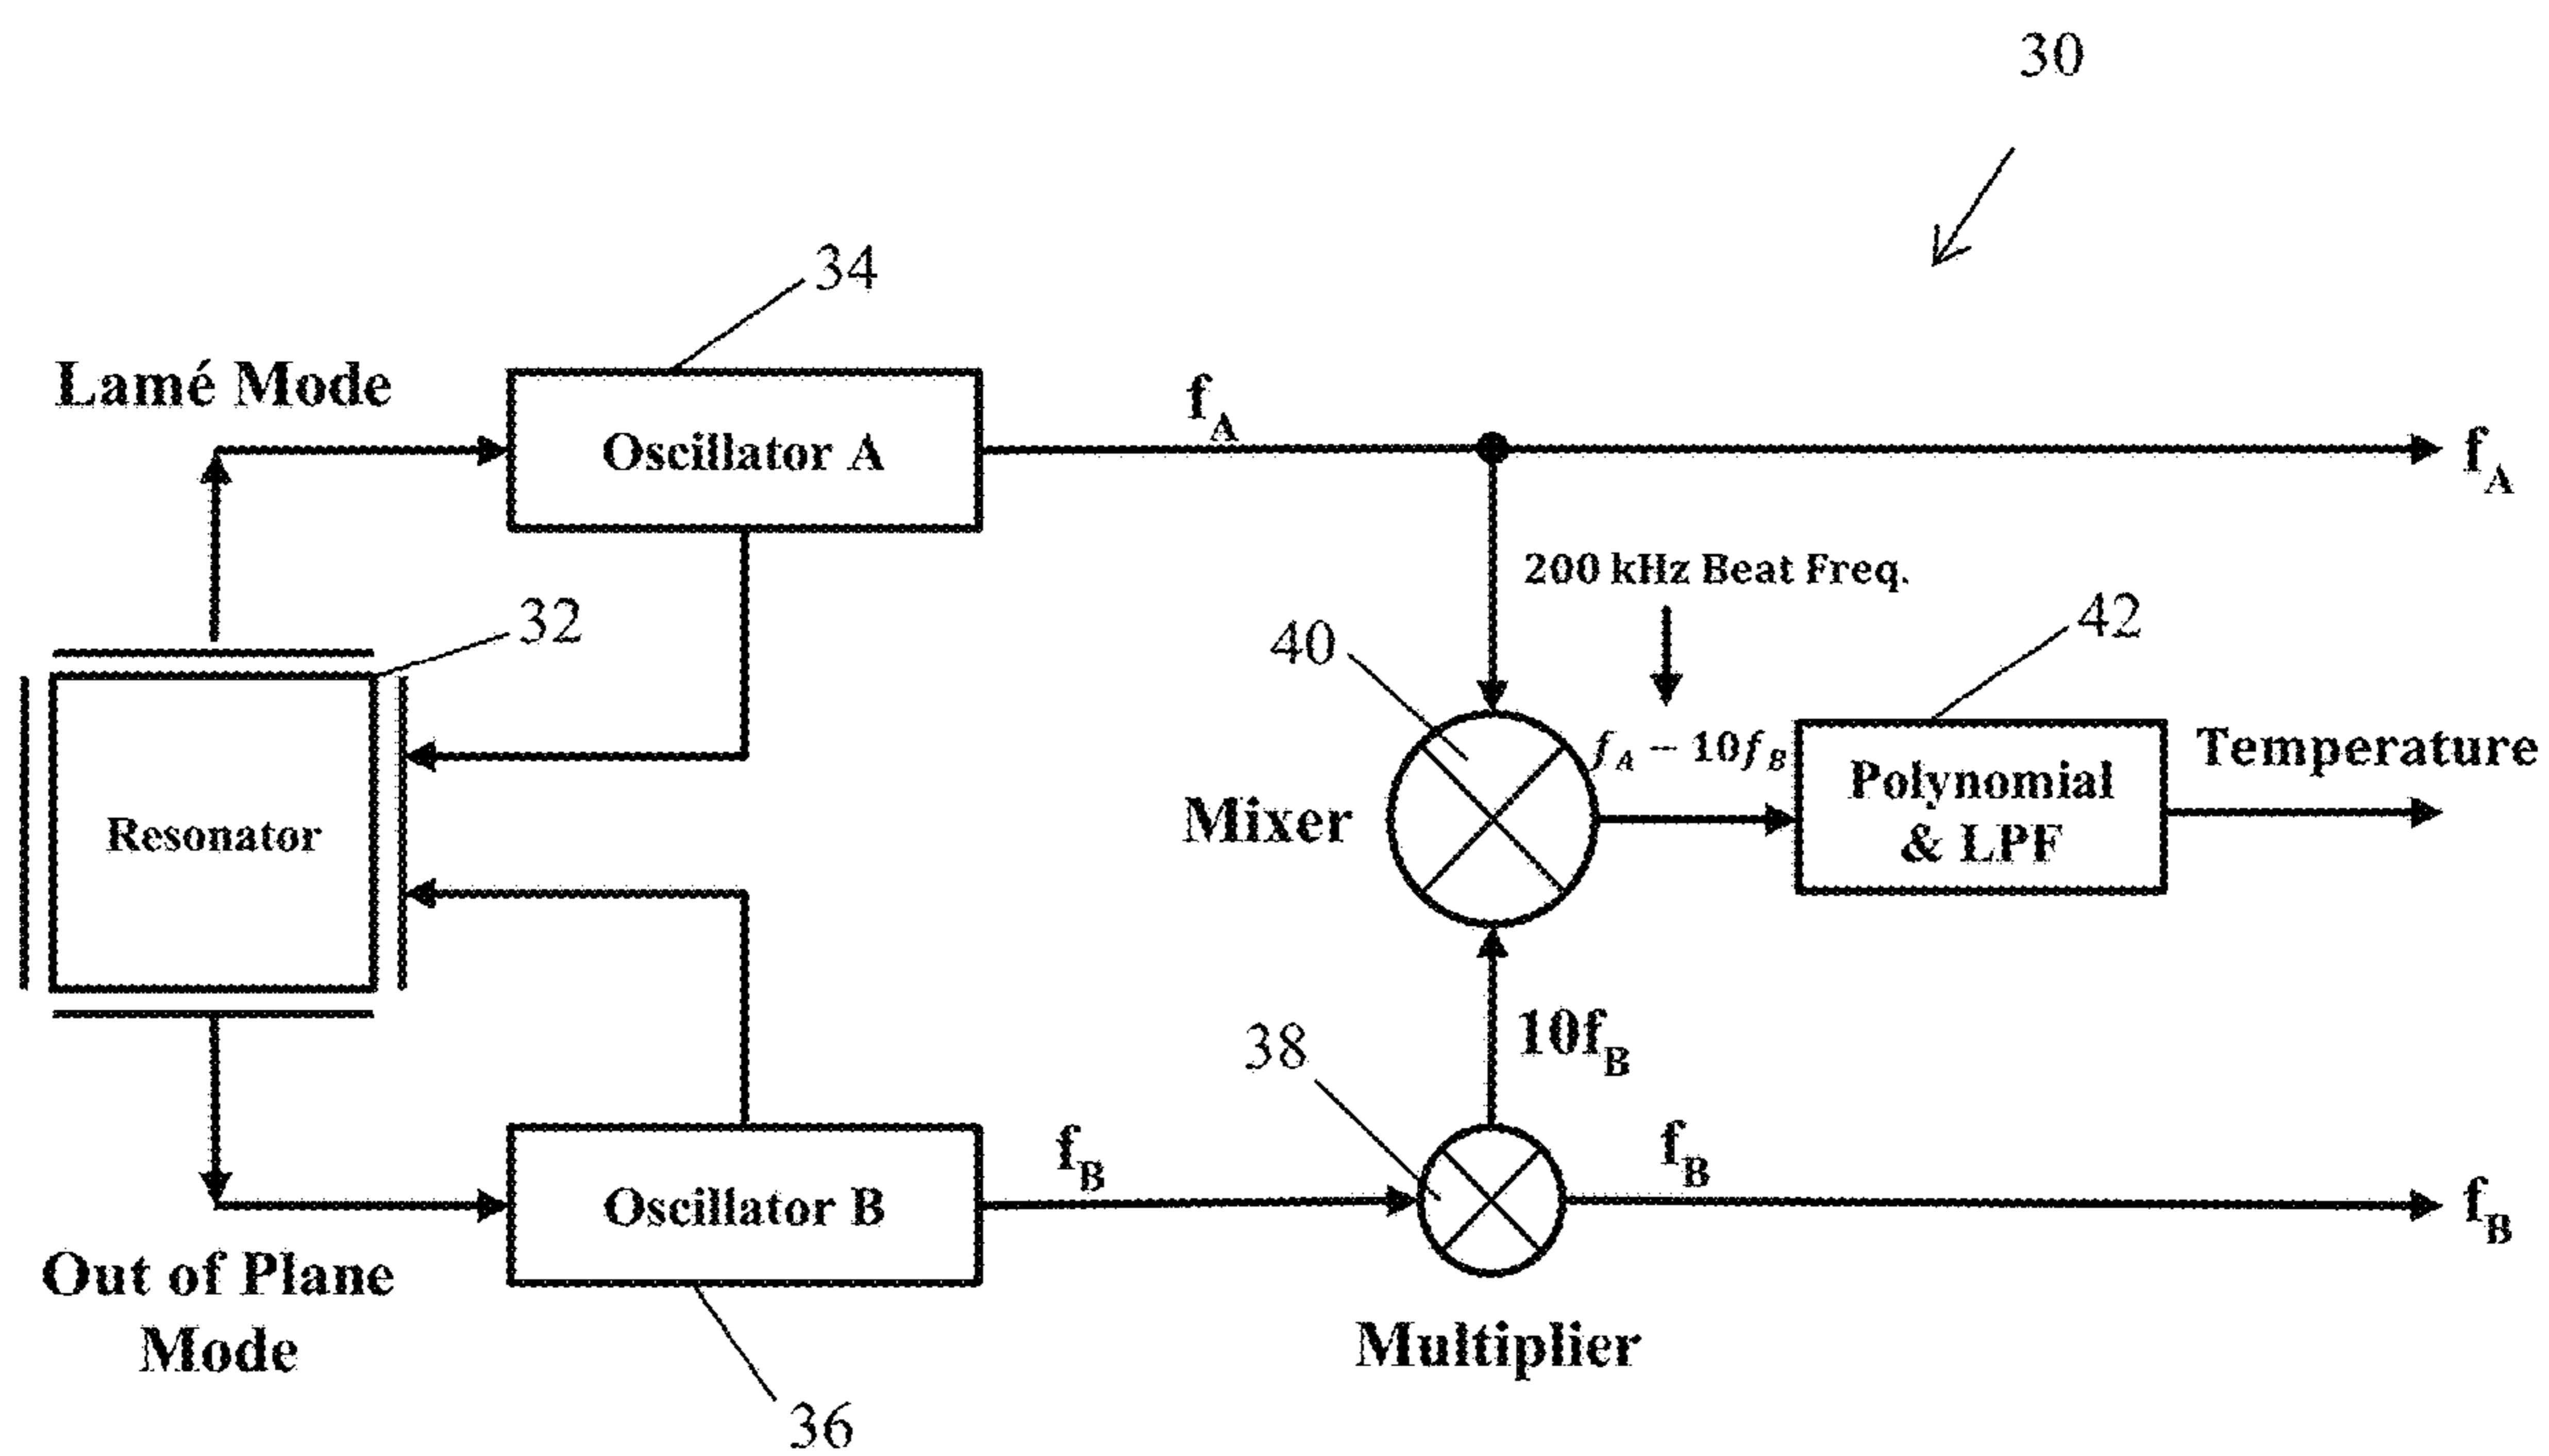 30
34
Lamé Mode
Oscillator A
f_A
f_A
200 kHz Beat Freq.
32
40
42
f_A − 10f_B
Temperature
Polynomial
& LPF
Mixer
Resonator
38
10f_B
f_B
f_B
f_B
Oscillator B
Out of Plane
Mode
Multiplier
36